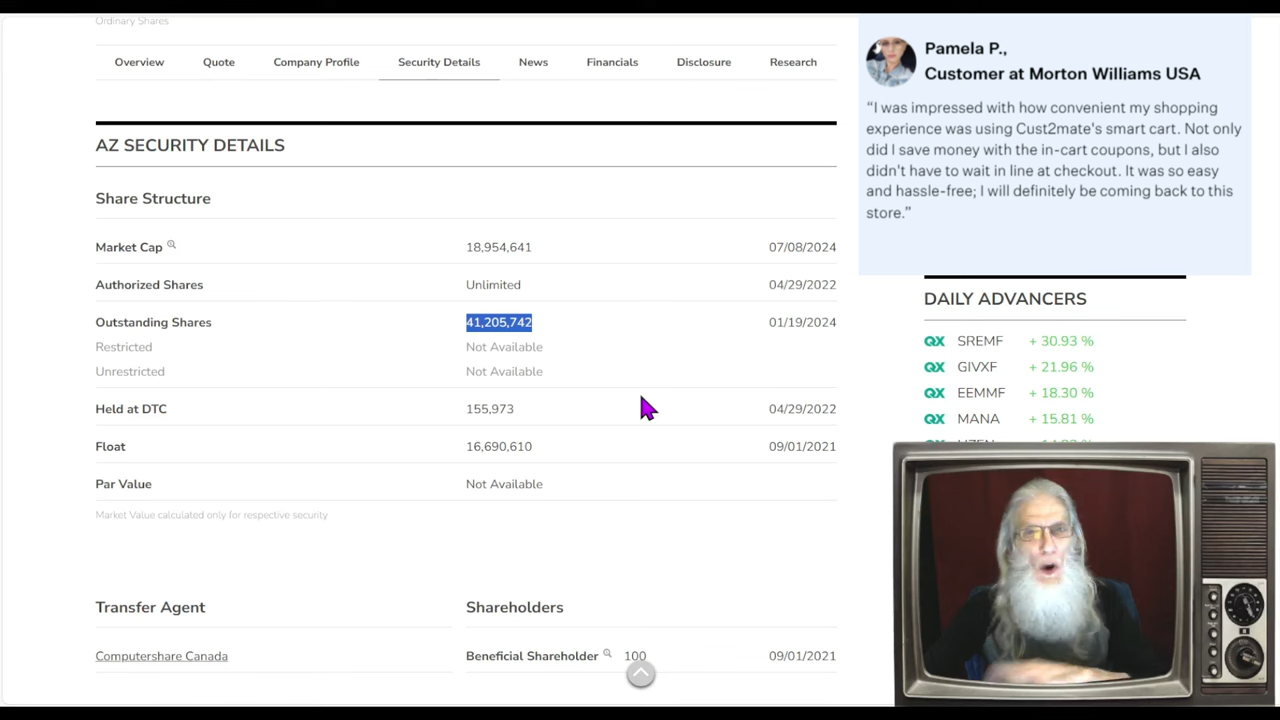 Ordinary Shares
Overview Quote Company Profile Security Details News Financials Disclosure Research
AZ SECURITY DETAILS
Share Structure
Market Cap 18,954,641 07/08/2024
Authorized Shares Unlimited 04/29/2022
Outstanding Shares 41,205,742 01/19/2024
Restricted Not Available
Unrestricted Not Available
Held at DTC 155,973 04/29/2022
Float 16,690,610 09/01/2021
Par Value Not Available
Market Value calculated only for respective security
Transfer Agent
Computershare Canada
Shareholders
Beneficial Shareholder 100 09/01/2021
Pamela P.,
Customer at Morton Williams USA
“I was impressed with how convenient my shopping
experience was using Cust2mate's smart cart. Not only
did I save money with the in-cart coupons, but I also
didn't have to wait in line at checkout. It was so easy
and hassle-free; I will definitely be coming back to this
store.”
DAILY ADVANCERS
QX SREMF + 30.93 %
QX GIVXF + 21.96 %
QX EEMMF + 18.30 %
QX MANA + 15.81 %